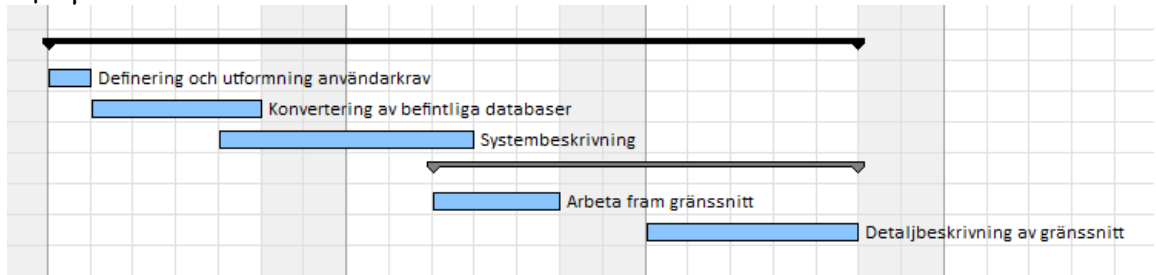 Definering och utformning användarkrav
Konvertering av befintliga databaser
Systembeskrivning
Arbeta fram gränssnitt
Detaljbeskrivning av gränssnitt